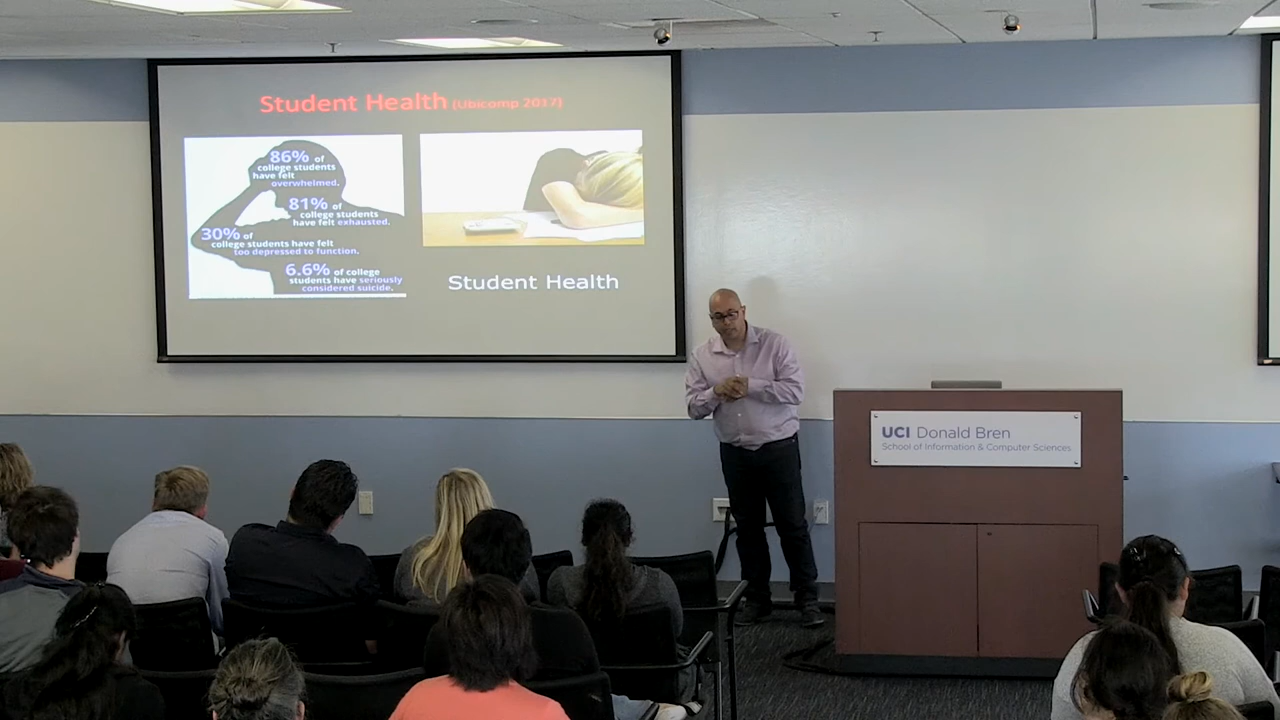 Student Health (Ubicomp 2017)
86% of
college students
have felt
overwhelmed.
81% of
college students
have felt exhausted.
30% of
college students have felt
too depressed to function.
6.6% of college
students have seriously
considered suicide.
Student Health
UCI Donald Bren
School of Information & Computer Sciences